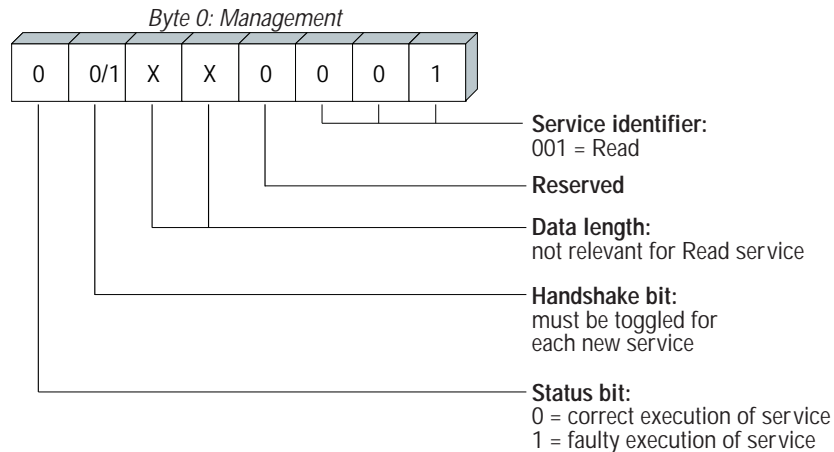 Byte 0: Management
0 0/1 X X 0 0 0 1
Service identifier:
001 = Read
Reserved
Data length:
not relevant for Read service
Handshake bit:
must be toggled for
each new service
Status bit:
0 = correct execution of service
1 = faulty execution of service